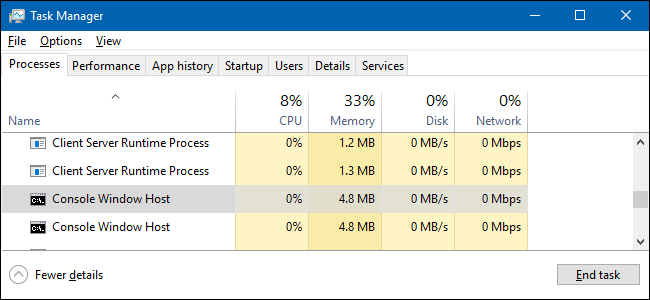 Task Manager
File Options View
Processes Performance App history Startup Users Details Services
8% 33% 0% 0%
Name CPU Memory Disk Network
Client Server Runtime Process 0% 1.2 MB 0 MB/s 0 Mbps
Client Server Runtime Process 0% 1.3 MB 0 MB/s 0 Mbps
C:\. Console Window Host 0% 4.8 MB 0 MB/s 0 Mbps
C:\. Console Window Host 0% 4.8 MB 0 MB/s 0 Mbps
Fewer details End task